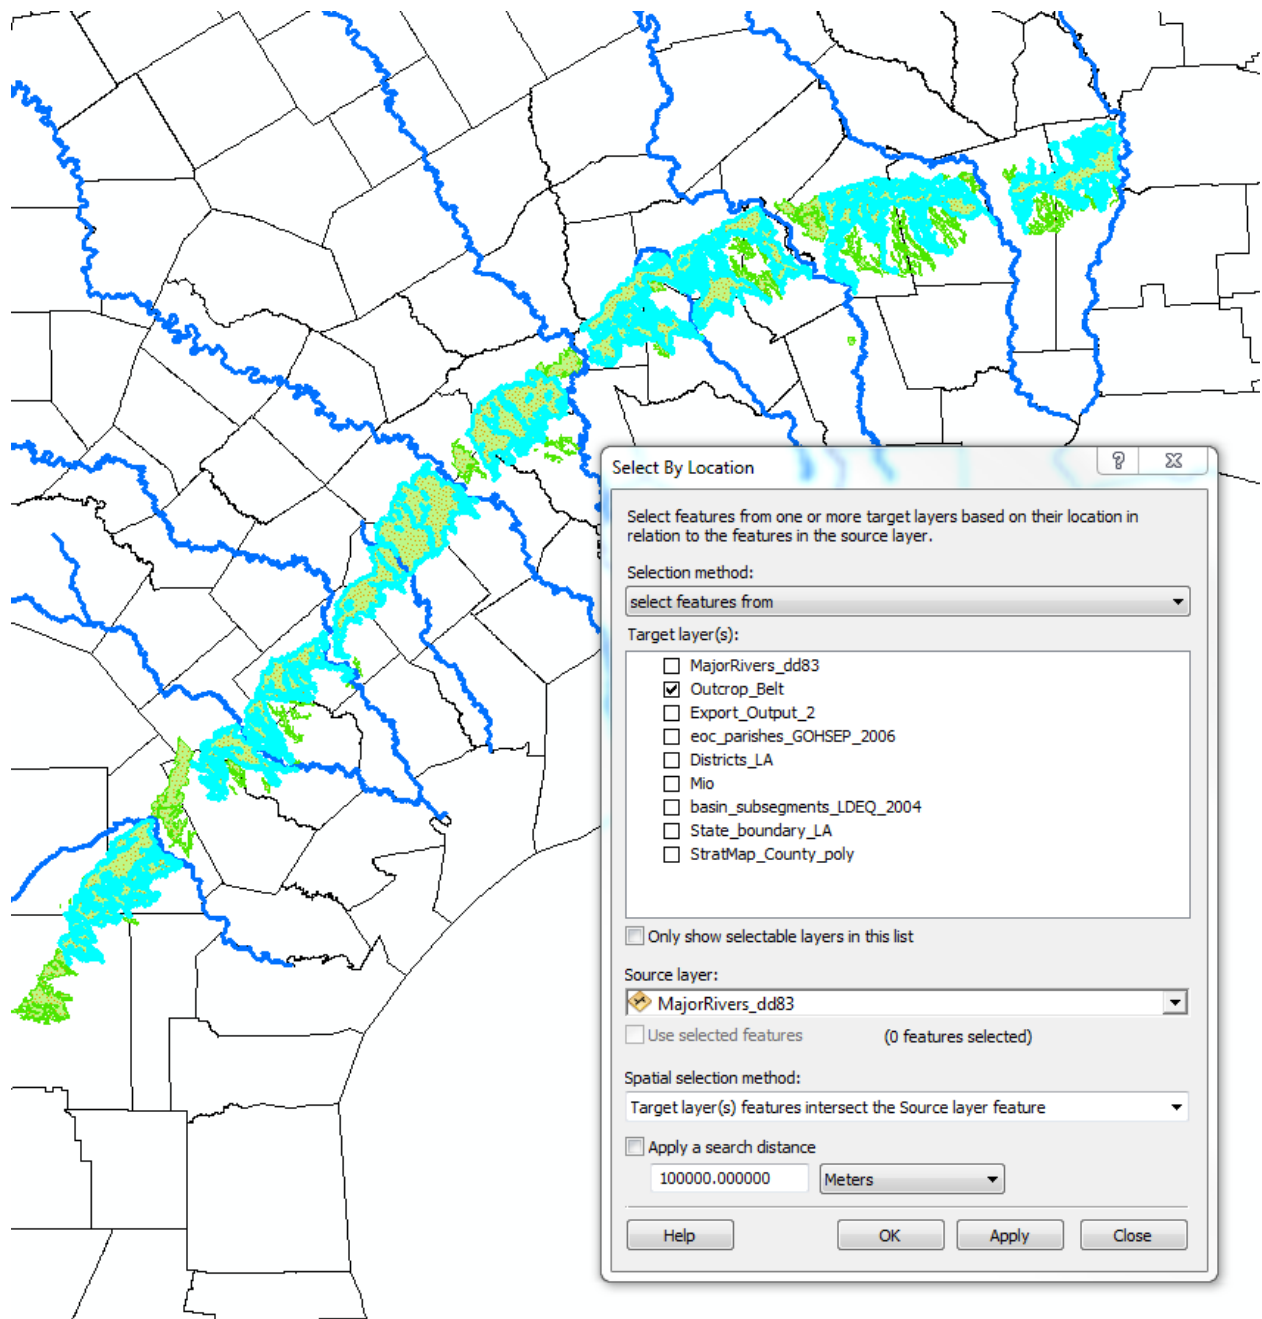 Select By Location
Select features from one or more target layers based on their location in
relation to the features in the source layer.
Selection method:
select features from
Target layer(s):
MajorRivers_dd83
Outcrop_Belt
Export_Output_2
eoc_parishes_GOHSEP_2006
Districts_LA
Mio
basin_subsegments_LDEQ_2004
State_boundary_LA
StratMap_County_poly
Only show selectable layers in this list
Source layer:
MajorRivers_dd83
Use selected features (0 features selected)
Spatial selection method:
Target layer(s) features intersect the Source layer feature
Apply a search distance
100000.000000 Meters
Help OK Apply Close